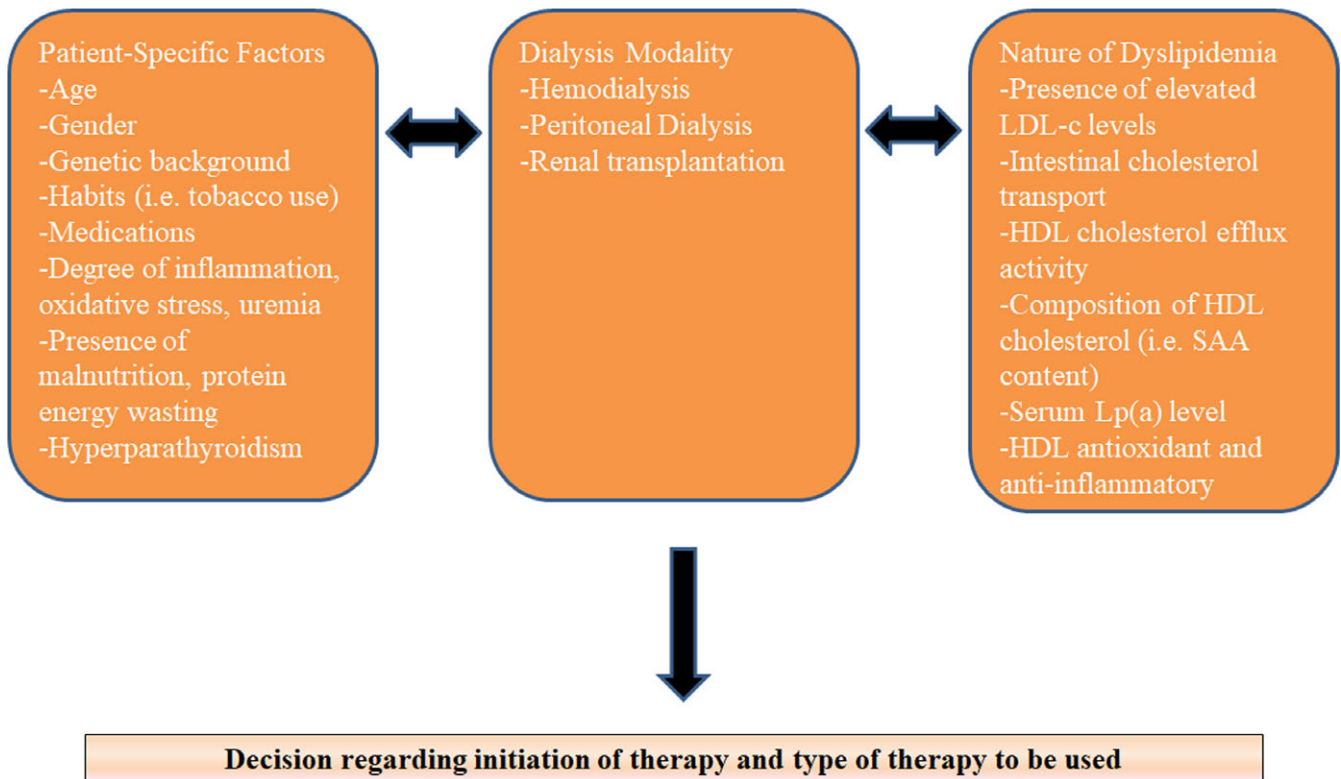 Patient-Specific Factors
-Age
-Gender
-Genetic background
-Habits (i.e. tobacco use)
-Medications
-Degree of inflammation,
oxidative stress, uremia
-Presence of
malnutrition, protein
energy wasting
-Hyperparathyroidism
Dialysis Modality
-Hemodialysis
-Peritoneal Dialysis
-Renal transplantation
Nature of Dyslipidemia
-Presence of elevated
LDL-c levels
-Intestinal cholesterol
transport
-HDL cholesterol efflux
activity
-Composition of HDL
cholesterol (i.e. SAA
content)
-Serum Lp(a) level
-HDL antioxidant and
anti-inflammatory
Decision regarding initiation of therapy and type of therapy to be used